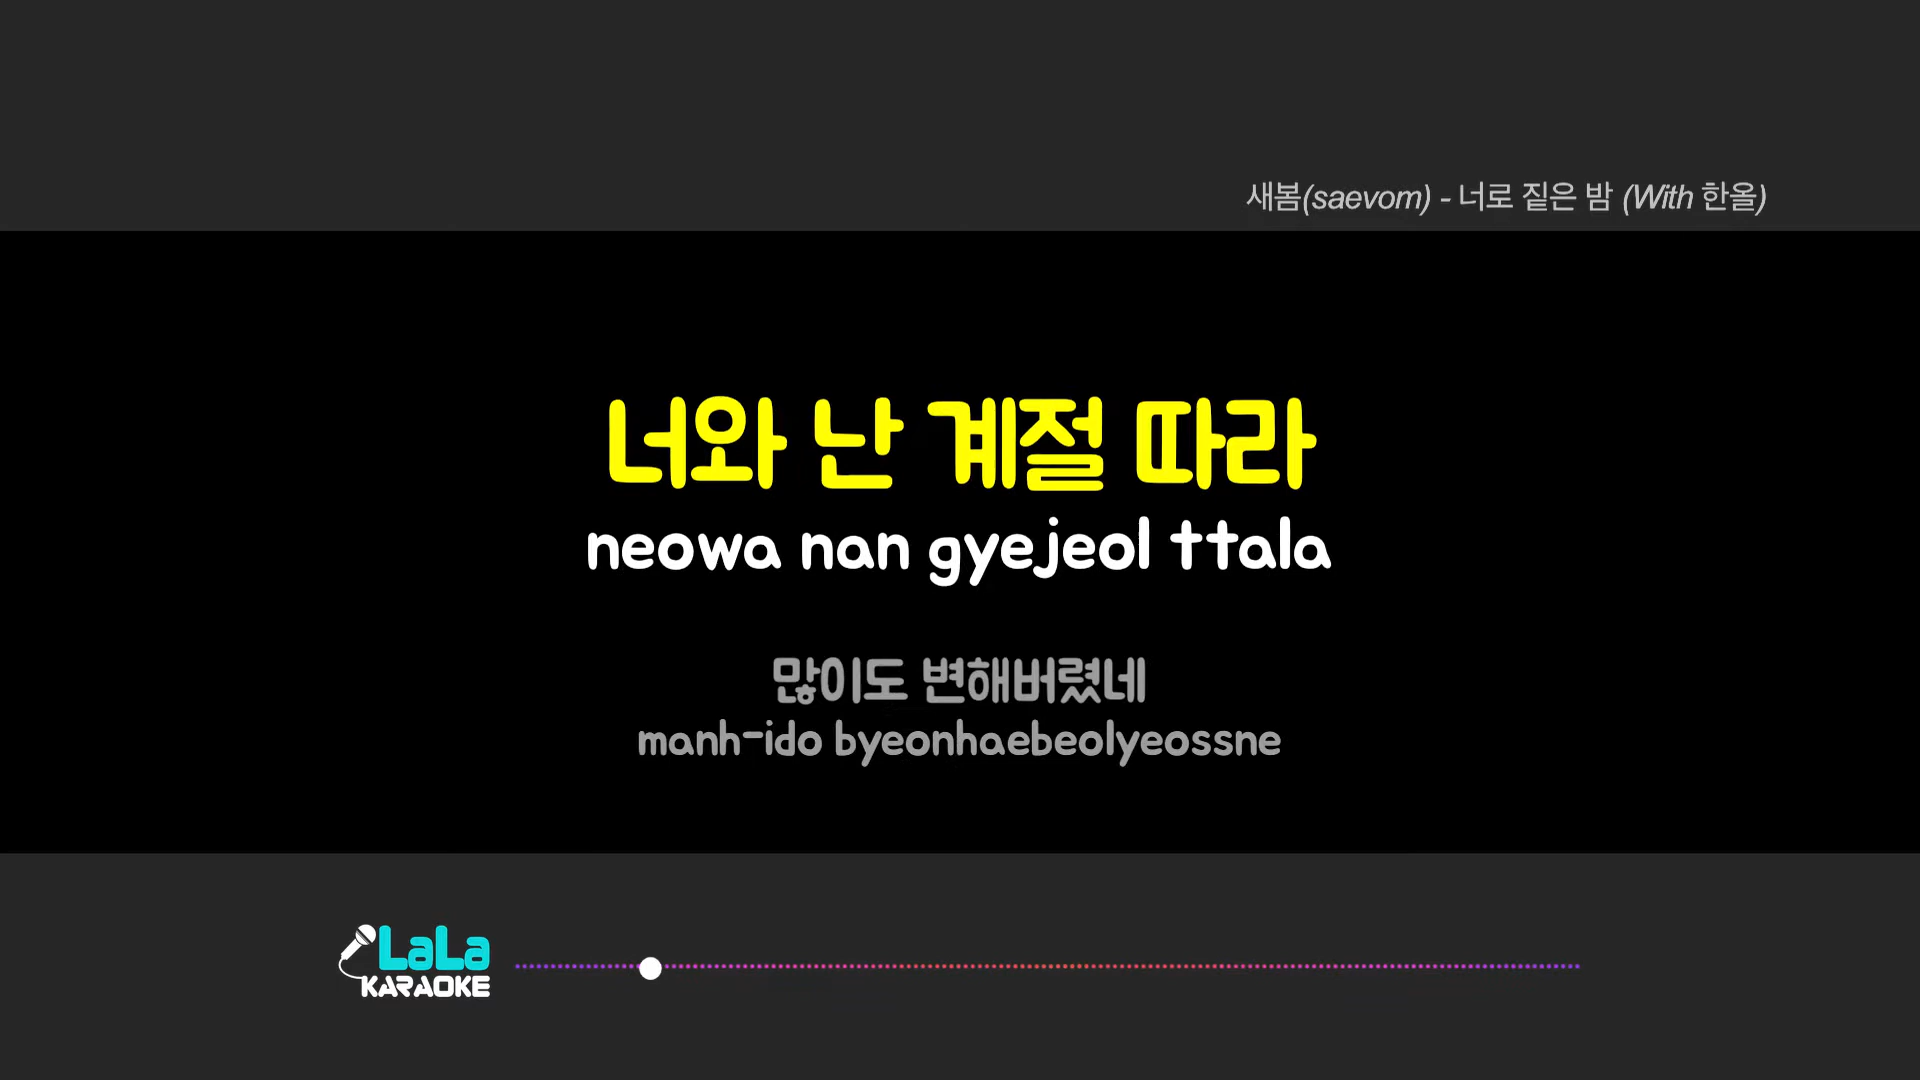 새봄(saevom) - 너로 짙은 밤 (With 한올)
너와 난 계절 따라
neowa nan gyejeol ttala
많이도 변해버렸네
manh-ido byeonhaebeolyeossne
LaLa
KARAOKE